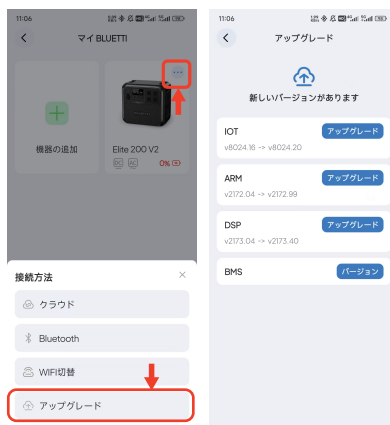 11:06
マイ BLUETTI
機器の追加
Elite 200 V2
DC AC 0%
接続方法
クラウド
Bluetooth
WIFI切替
アップグレード
11:06
アップグレード
新しいバージョンがあります
IOT アップグレード
v8024.16 -> v8024.20
ARM アップグレード
v2172.04 -> v2172.99
DSP アップグレード
v2173.04 -> v2173.40
BMS バージョン